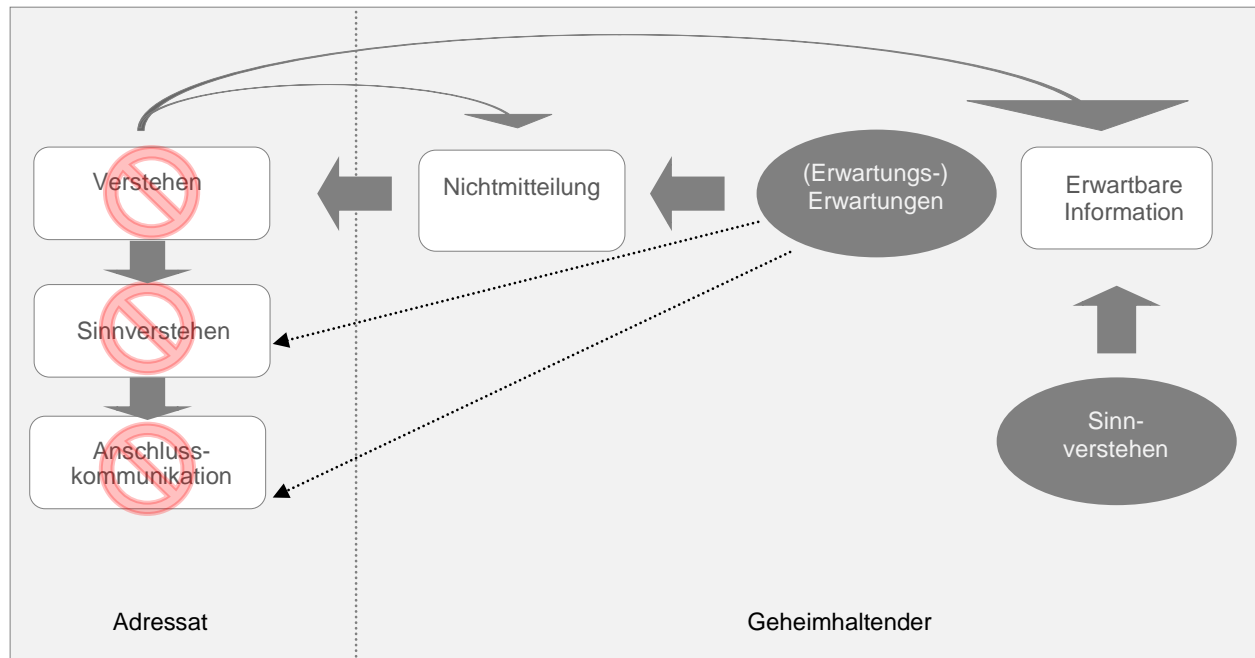 Verstehen
Nichtmitteilung
(Erwartungs-)
Erwartungen
Erwartbare
Information
Sinnverstehen
Anschluss-
kommunikation
Sinn-
verstehen
Adressat
Geheimhaltender